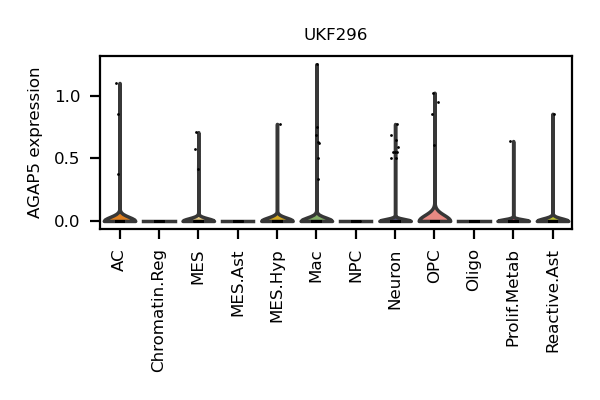 UKF296
AGAP5 expression
1.0
0.5
0.0
AC
Chromatin.Reg
MES
MES.Ast
MES.Hyp
Mac
NPC
Neuron
OPC
Oligo
Prolif.Metab
Reactive.Ast